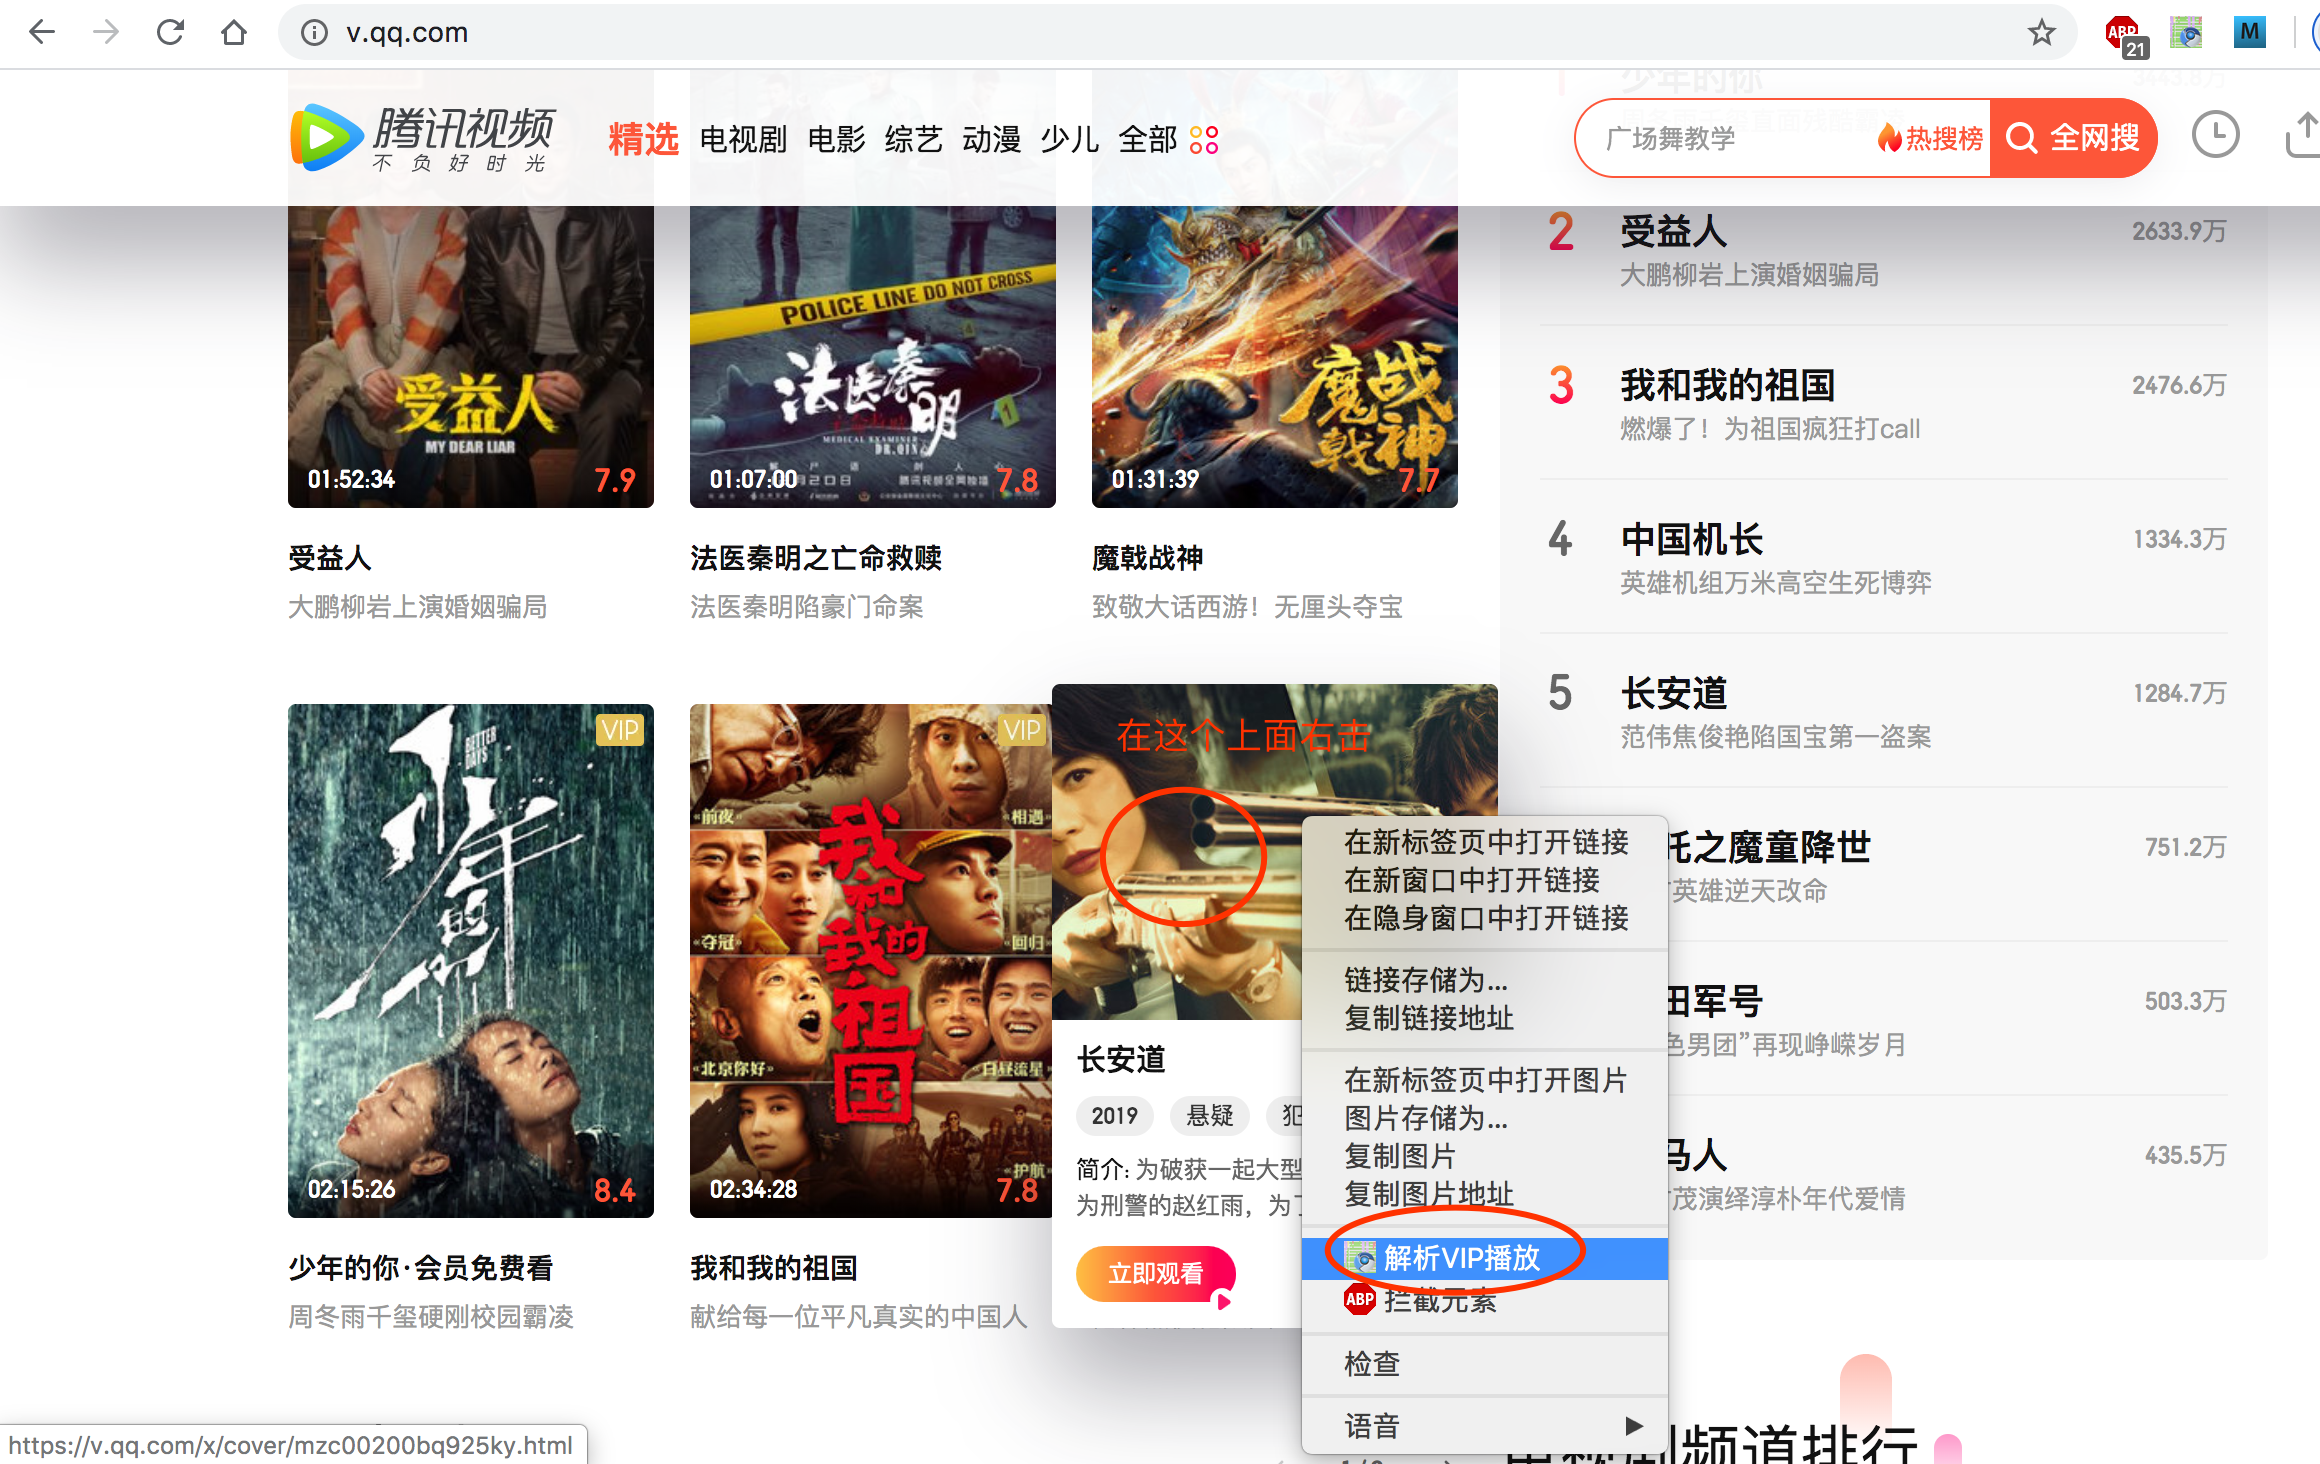 v.qq.com
ABP
21
M
少年的你
3443.8万
腾讯视频
不负好时光
精选 电视剧 电影 综艺 动漫 少儿 全部
广场舞教学
热搜榜
全网搜
POLICE LINE DO NOT CROSS
受益人
MY DEAR LIAR
01:52:34
7.9
法医秦明
MEDICAL EXAMINER
DR.QIN
01:07:00
7.8
魔戟战神
01:31:39
7.7
受益人
大鹏柳岩上演婚姻骗局
法医秦明之亡命救赎
法医秦明陷豪门命案
魔戟战神
致敬大话西游！无厘头夺宝
2
受益人
2633.9万
大鹏柳岩上演婚姻骗局
3
我和我的祖国
2476.6万
燃爆了！为祖国疯狂打call
4
中国机长
1334.3万
英雄机组万米高空生死博弈
5
长安道
1284.7万
范伟焦俊艳陷国宝第一盗案
托之魔童降世
751.2万
英雄逆天改命
田军号
503.3万
色男团”再现峥嵘岁月
马人
435.5万
茂演绎淳朴年代爱情
VIP
BETTER
DAYS
少年的你
02:15:26
8.4
少年的你·会员免费看
周冬雨千玺硬刚校园霸凌
VIP
«前夜»
«相遇»
«夺冠»
«回归»
«北京你好»
«白昼流星»
«护航»
我和我的祖国
02:34:28
7.8
我和我的祖国
献给每一位平凡真实的中国人
在这个上面右击
长安道
2019 悬疑 犯
简介: 为破获一起大型
为刑警的赵红雨，为了
立即观看
在新标签页中打开链接
在新窗口中打开链接
在隐身窗口中打开链接
链接存储为...
复制链接地址
在新标签页中打开图片
图片存储为...
复制图片
复制图片地址
解析VIP播放
ABP 拦截元素
检查
语音
频道排行
https://v.qq.com/x/cover/mzc00200bq925ky.html